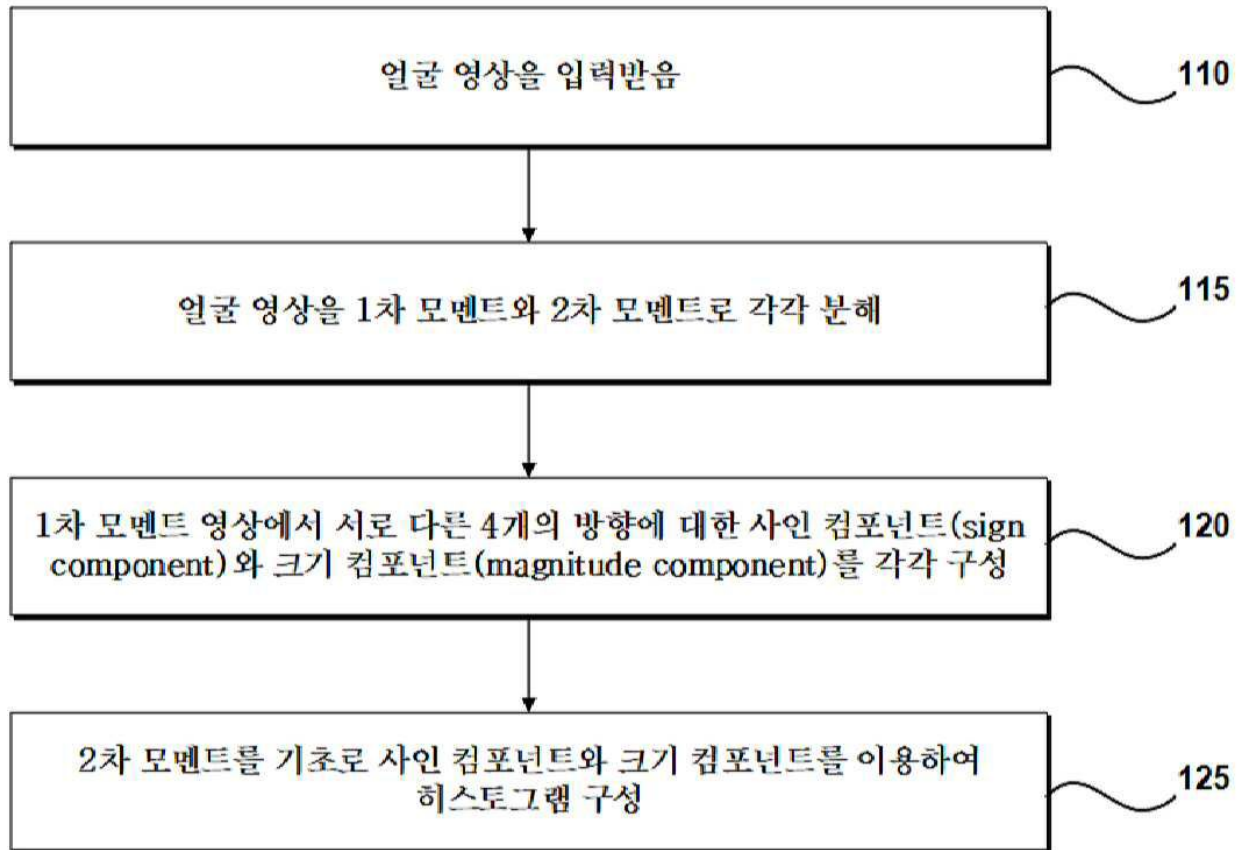 얼굴 영상을 입력받음
110
얼굴 영상을 1차 모멘트와 2차 모멘트로 각각 분해
115
1차 모멘트 영상에서 서로 다른 4개의 방향에 대한 사인 컴포넌트(sign
component)와 크기 컴포넌트(magnitude component)를 각각 구성
120
2차 모멘트를 기초로 사인 컴포넌트와 크기 컴포넌트를 이용하여
히스토그램 구성
125